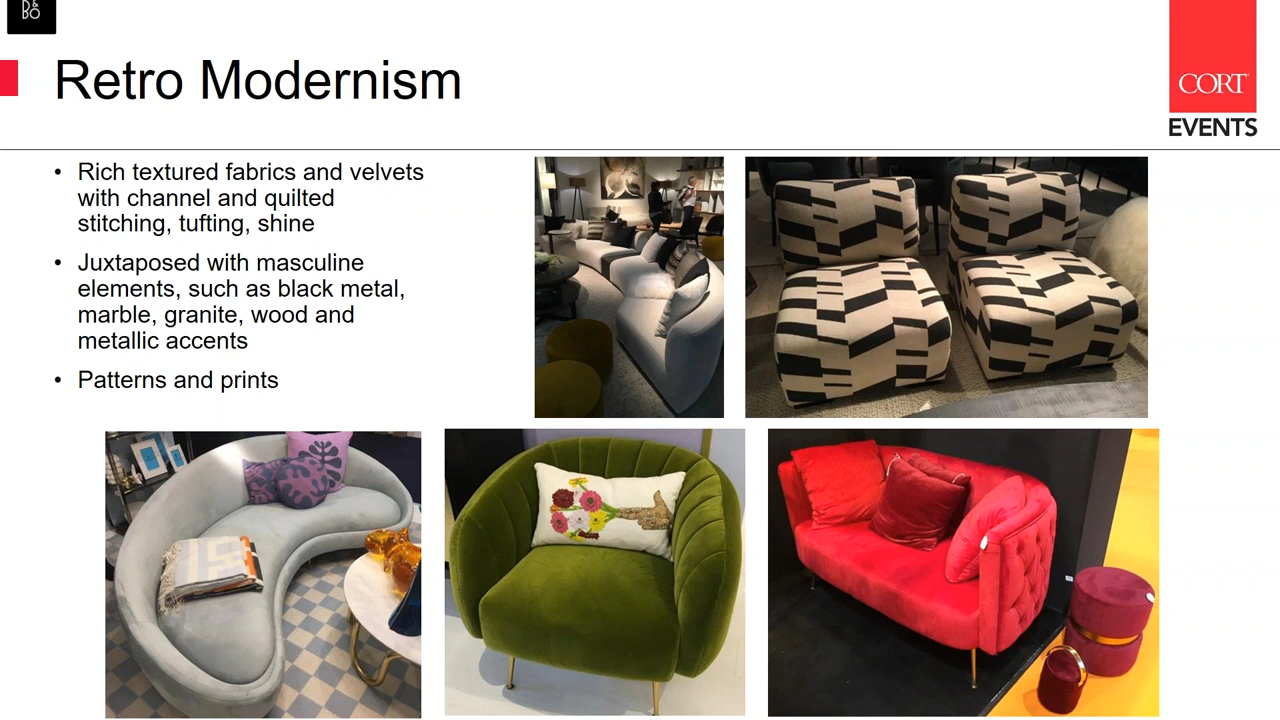 D&
BO
Retro Modernism
CORT
EVENTS
• Rich textured fabrics and velvets
with channel and quilted
stitching, tufting, shine
• Juxtaposed with masculine
elements, such as black metal,
marble, granite, wood and
metallic accents
• Patterns and prints